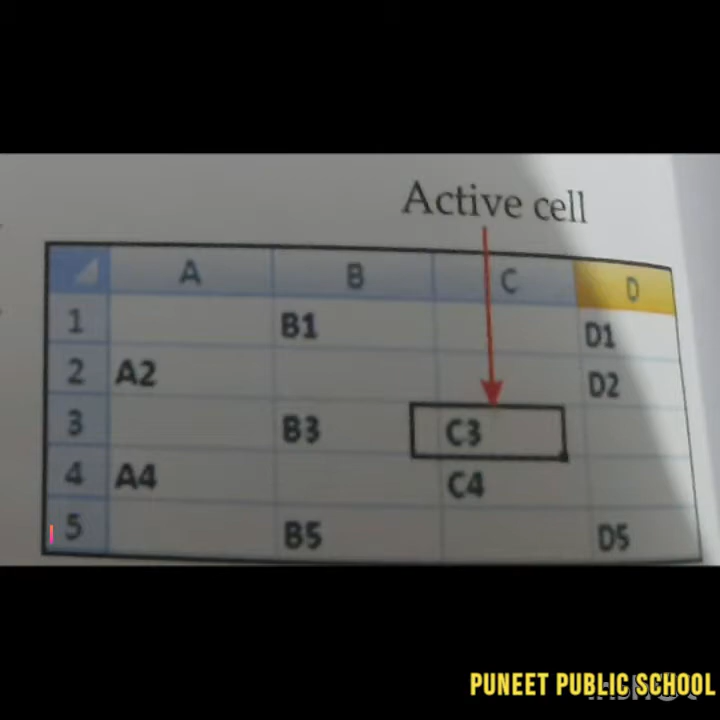 Active cell
A B C D
1 B1 D1
2 A2 D2
3 B3 C3
4 A4 C4
5 B5 D5
PUNEET PUBLIC SCHOOL